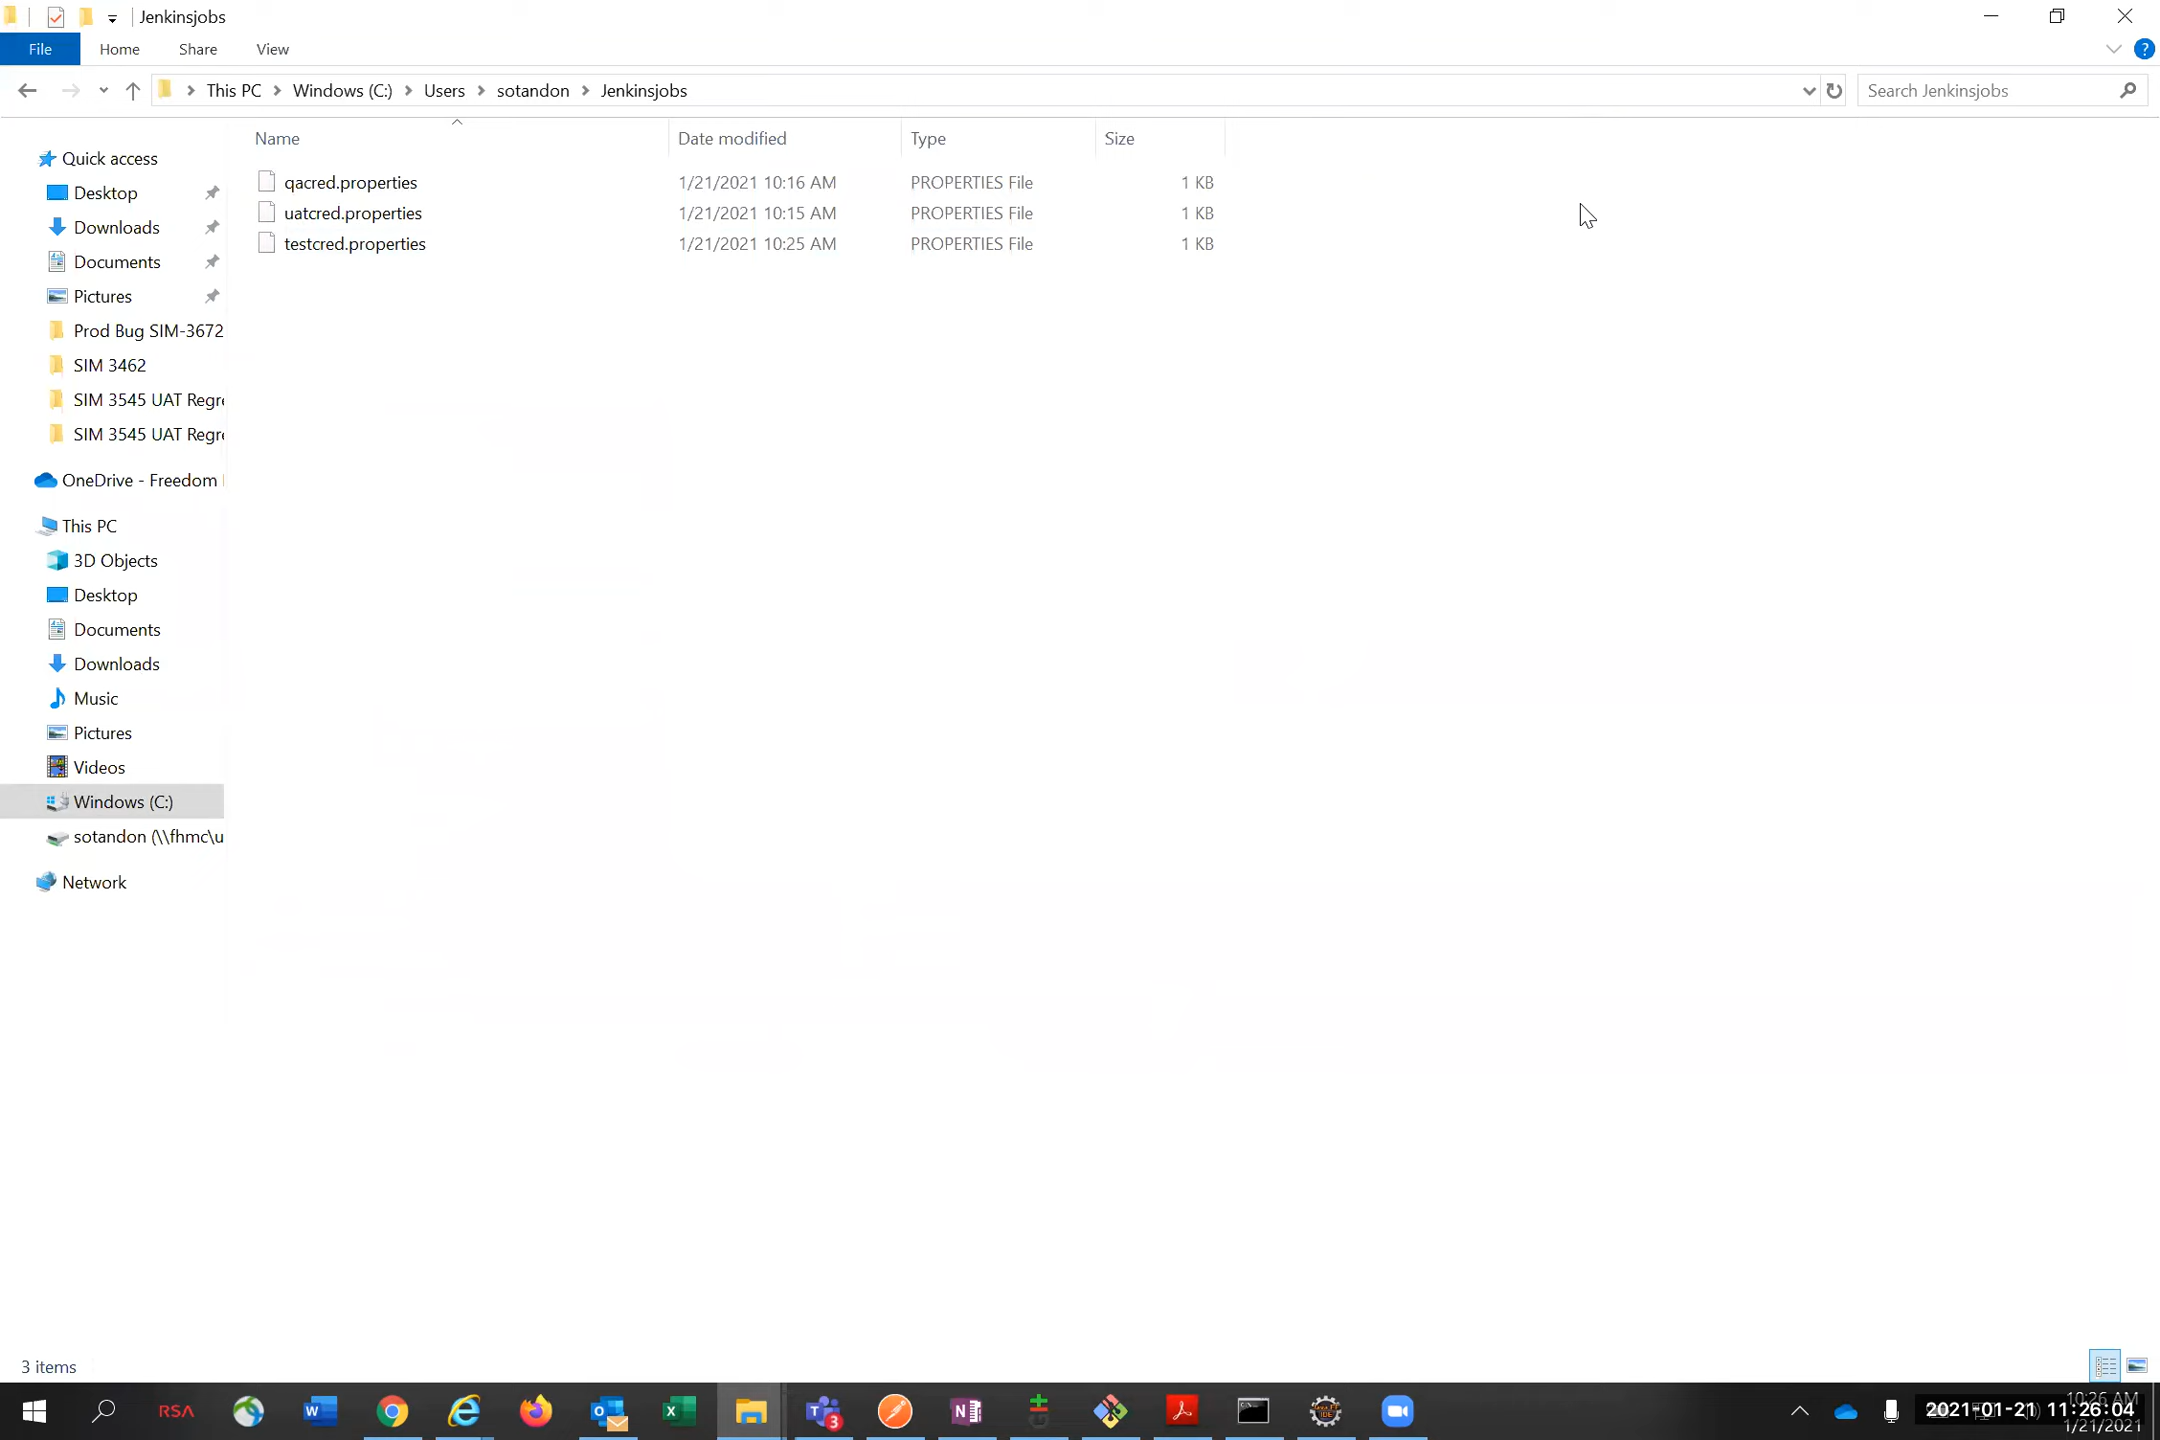 Jenkinsjobs
File Home Share View
This PC Windows (C:) Users sotandon Jenkinsjobs Search Jenkinsjobs
Name Date modified Type Size
qacred.properties 1/21/2021 10:16 AM PROPERTIES File 1 KB
uatcred.properties 1/21/2021 10:15 AM PROPERTIES File 1 KB
testcred.properties 1/21/2021 10:25 AM PROPERTIES File 1 KB
Quick access
Desktop
Downloads
Documents
Pictures
Prod Bug SIM-3672
SIM 3462
SIM 3545 UAT Regre
SIM 3545 UAT Regre
OneDrive - Freedom
This PC
3D Objects
Desktop
Documents
Downloads
Music
Pictures
Videos
Windows (C:)
sotandon (\\fhmc\u
Network
3 items
RSA
3
10:26 AM
2021-01-21 11:26:04
1/21/2021